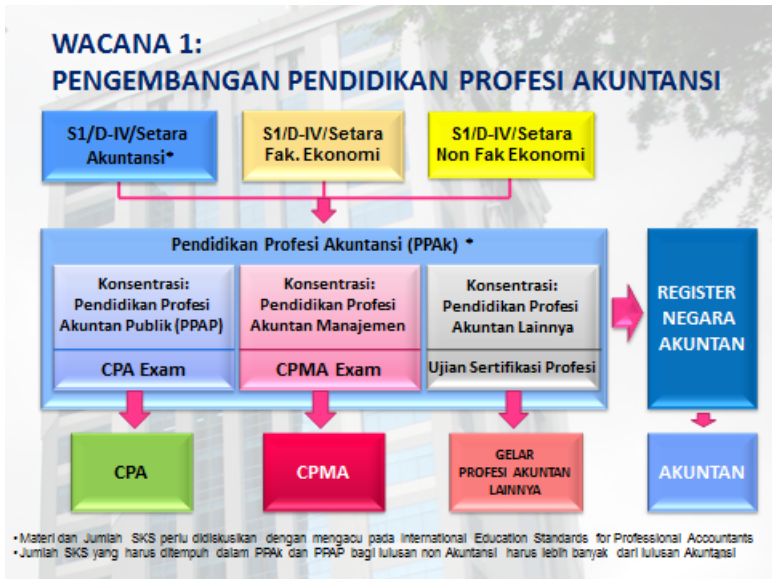 WACANA 1:
PENGEMBANGAN PENDIDIKAN PROFESI AKUNTANSI
S1/D-IV/Setara
Akuntansi*
S1/D-IV/Setara
Fak. Ekonomi
S1/D-IV/Setara
Non Fak Ekonomi
Pendidikan Profesi Akuntansi (PPAk) *
Konsentrasi:
Pendidikan Profesi
Akuntan Publik (PPAP)
CPA Exam
Konsentrasi:
Pendidikan Profesi
Akuntan Manajemen
CPMA Exam
Konsentrasi:
Pendidikan Profesi
Akuntan Lainnya
Ujian Sertifikasi Profesi
REGISTER
NEGARA
AKUNTAN
CPA
CPMA
GELAR
PROFESI AKUNTAN
LAINNYA
AKUNTAN
• Materi dan Jumlah SKS perlu didiskusikan dengan mengacu pada International Education Standards for Professional Accountants
• Jumlah SKS yang harus ditempuh dalam PPAk dan PPAP bagi lulusan non Akuntansi harus lebih banyak dari lulusan Akuntansi